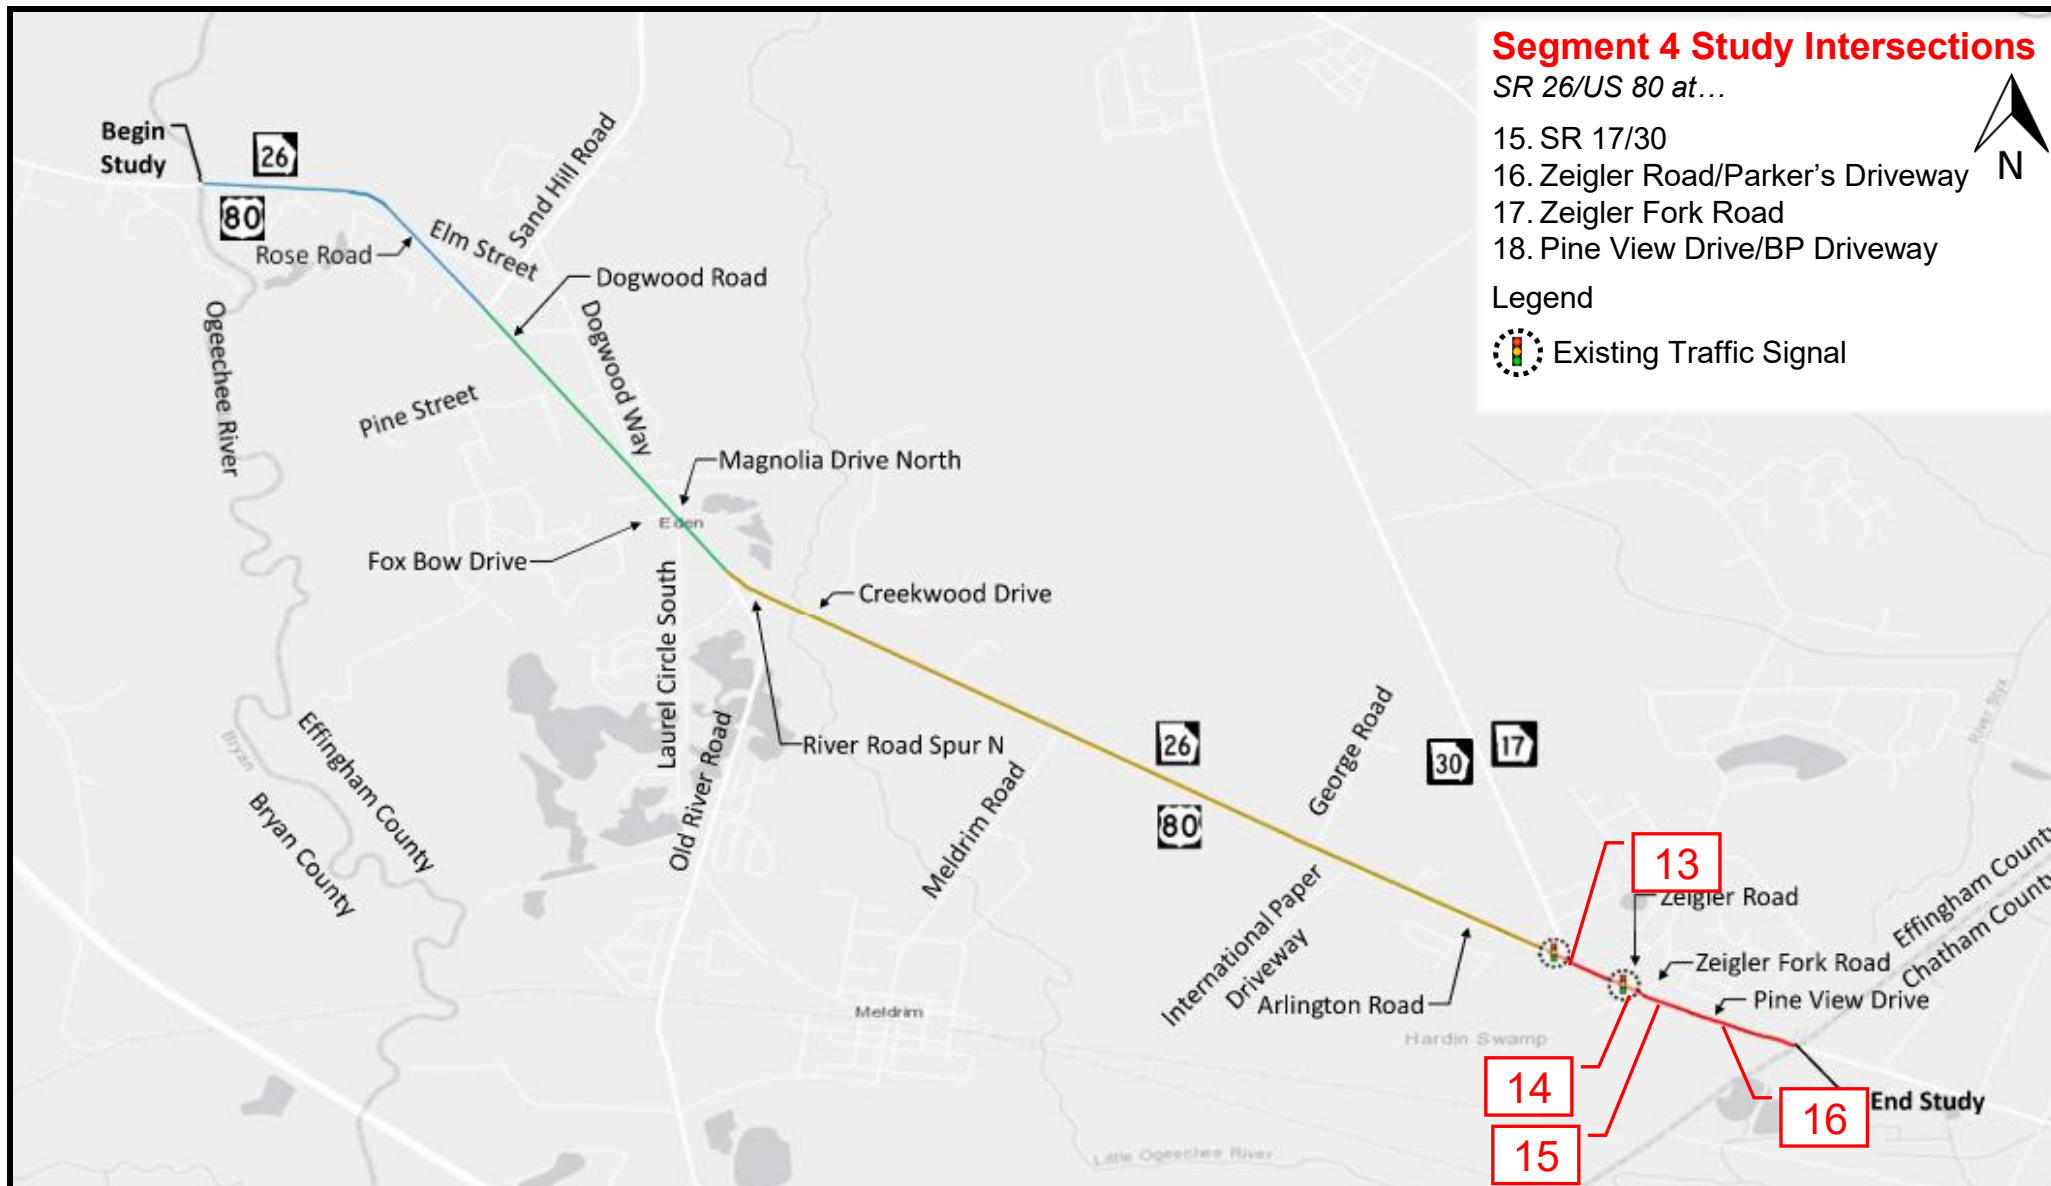 Segment 4 Study Intersections
SR 26/US 80 at…
15. SR 17/30
16. Zeigler Road/Parker's Driveway
17. Zeigler Fork Road
18. Pine View Drive/BP Driveway
N
Legend
Existing Traffic Signal
Begin
Study
26
80
Rose Road
Elm Street
Sand Hill Road
Dogwood Road
Dogwood Way
Ogeechee River
Pine Street
Magnolia Drive North
Eden
Fox Bow Drive
Creekwood Drive
Laurel Circle South
Old River Road
River Road Spur N
Bryan
Effingham County
Bryan County
Meldrim Road
26
80
George Road
30
17
River Styx
13
Zeigler Road
Effingham County
Chatham County
International Paper
Driveway
Arlington Road
Zeigler Fork Road
Pine View Drive
Meldrim
Hardin Swamp
14
15
16
End Study
Little Ogeechee River